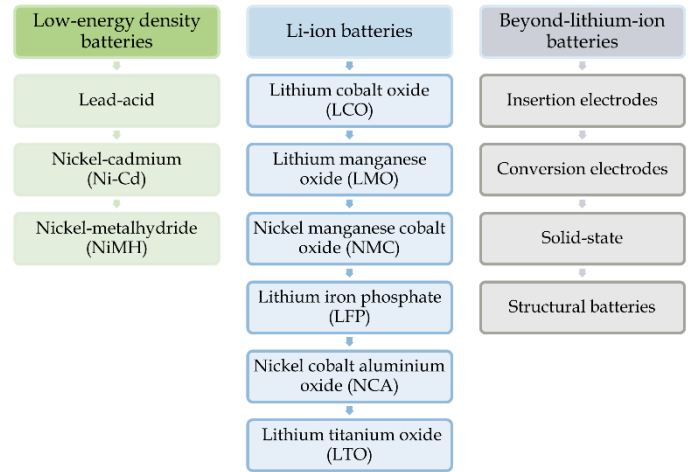 Low-energy density
batteries
Lead-acid
Nickel-cadmium
(Ni-Cd)
Nickel-metalhydride
(NiMH)
Li-ion batteries
Lithium cobalt oxide
(LCO)
Lithium manganese
oxide (LMO)
Nickel manganese cobalt
oxide (NMC)
Lithium iron phosphate
(LFP)
Nickel cobalt aluminium
oxide (NCA)
Lithium titanium oxide
(LTO)
Beyond-lithium-ion
batteries
Insertion electrodes
Conversion electrodes
Solid-state
Structural batteries